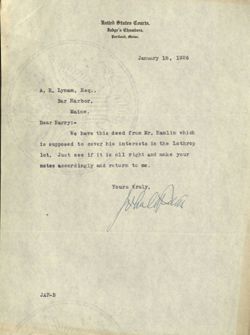 United States Courts.
Judge's Chambers,
Portland, Maine.
January 18, 1926
A. R. Lynam, Esq.,
Bar Harbor,
Maine.
Dear Harry:-
We have this deed from Mr. Hamlin which
is supposed to cover his interests in the Lothrop
lot. Just see if it is all right and make your
notes accordingly and return to me.
Yours truly,